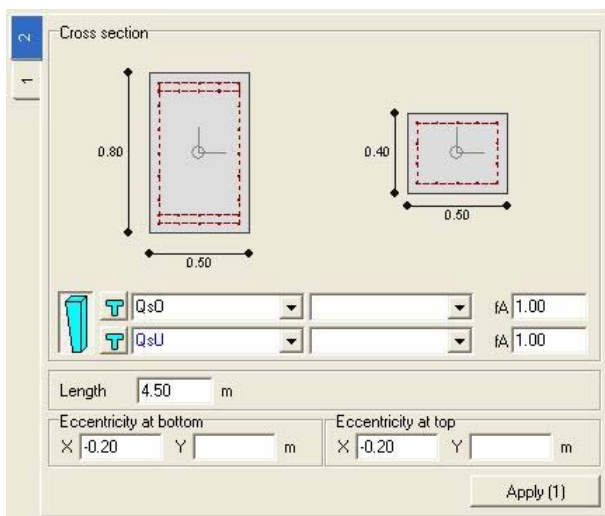 2
1
Cross section
0.80
0.50
0.40
0.50
QsO fA 1.00
QsU fA 1.00
Length 4.50 m
Eccentricity at bottom
X -0.20 Y m
Eccentricity at top
X -0.20 Y m
Apply (1)